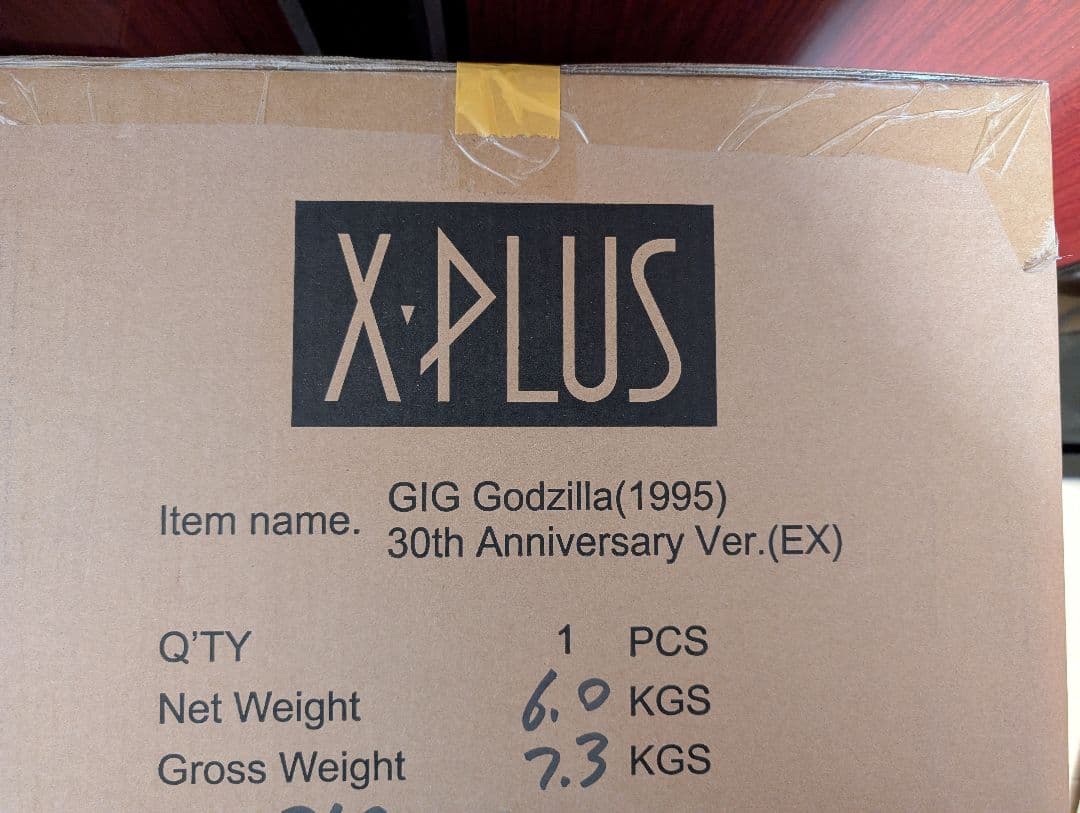 X·PLUS
Item name. GIG Godzilla(1995)
30th Anniversary Ver.(EX)
Q'TY 1 PCS
Net Weight 6.0 KGS
Gross Weight 7.3 KGS